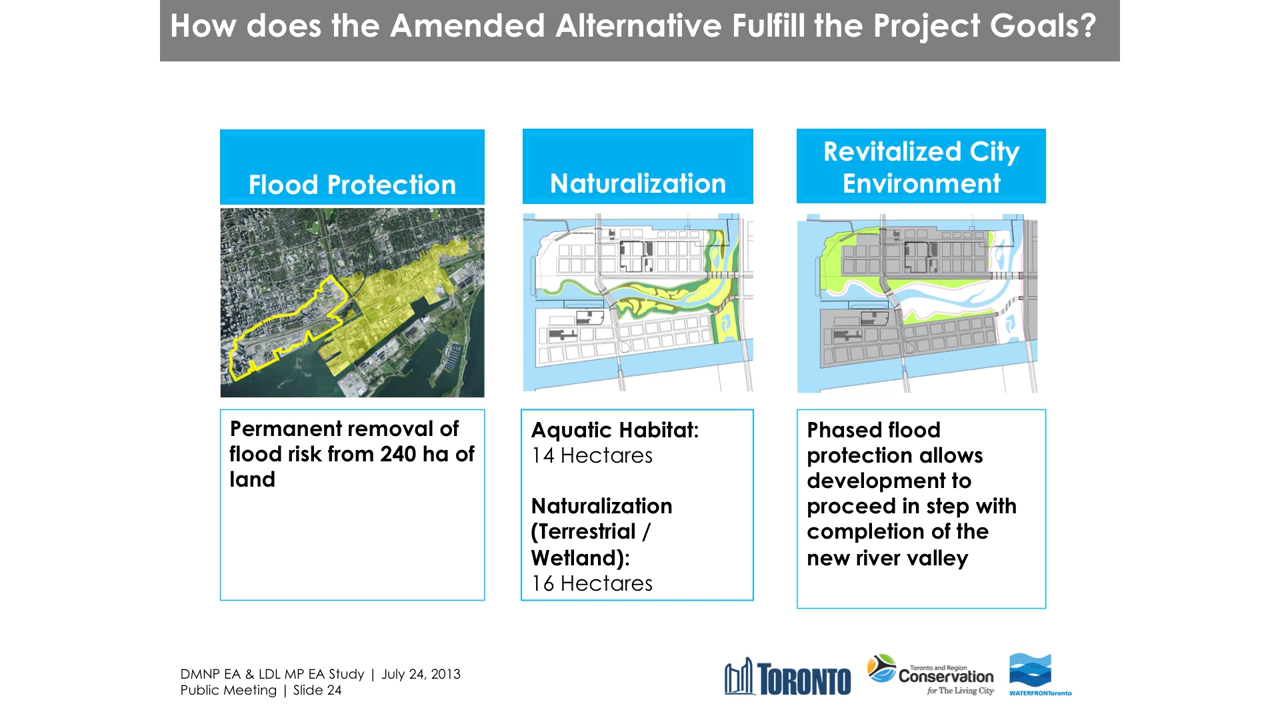 How does the Amended Alternative Fulfill the Project Goals?
Flood Protection
Naturalization
Revitalized City
Environment
Permanent removal of
flood risk from 240 ha of
land
Aquatic Habitat:
14 Hectares
Naturalization
(Terrestrial /
Wetland):
16 Hectares
Phased flood
protection allows
development to
proceed in step with
completion of the
new river valley
DMNP EA & LDL MP EA Study | July 24, 2013
Public Meeting | Slide 24
TORONTO
Toronto and Region
Conservation
for The Living City
WATERFRONToronto